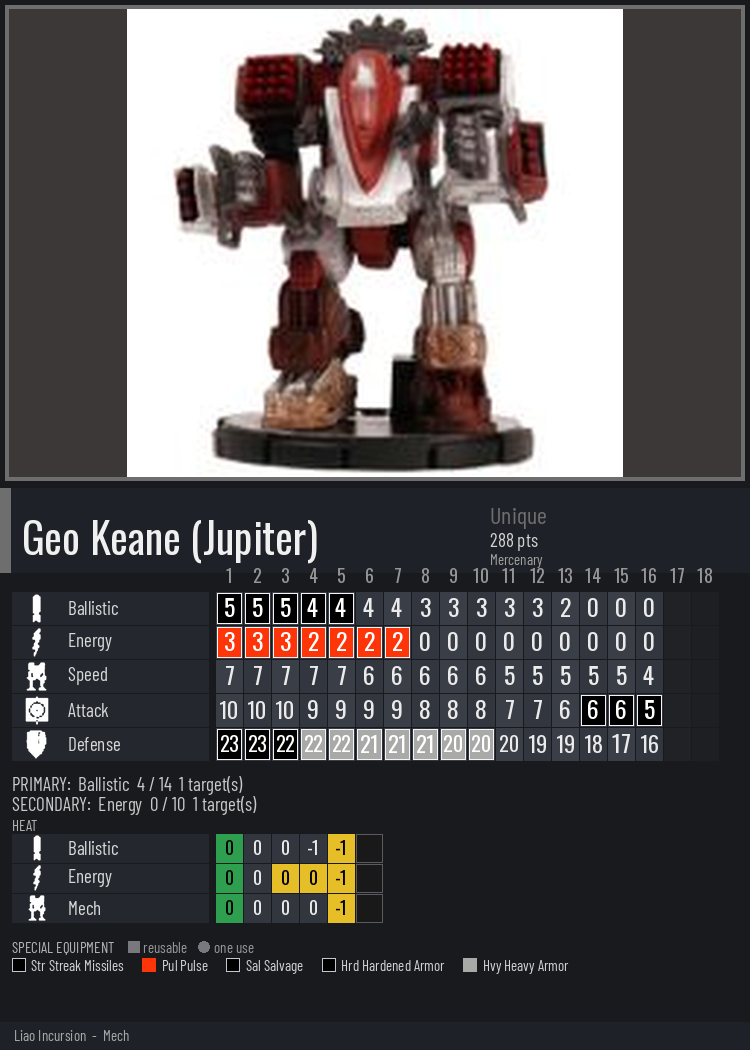 Geo Keane (Jupiter)
Unique
288 pts
Mercenary
1 2 3 4 5 6 7 8 9 10 11 12 13 14 15 16 17 18
Ballistic 5 5 5 4 4 4 4 3 3 3 3 3 2 0 0 0
Energy 3 3 3 2 2 2 2 0 0 0 0 0 0 0 0 0
Speed 7 7 7 7 7 6 6 6 6 6 5 5 5 5 5 4
Attack 10 10 10 9 9 9 9 8 8 8 7 7 6 6 6 5
Defense 23 23 22 22 22 21 21 21 20 20 20 19 19 18 17 16
PRIMARY: Ballistic 4 / 14 1 target(s)
SECONDARY: Energy 0 / 10 1 target(s)
HEAT
Ballistic 0 0 0 -1 -1
Energy 0 0 0 0 -1
Mech 0 0 0 0 -1
SPECIAL EQUIPMENT reusable one use
Str Streak Missiles Pul Pulse Sal Salvage Hrd Hardened Armor Hvy Heavy Armor
Liao Incursion - Mech